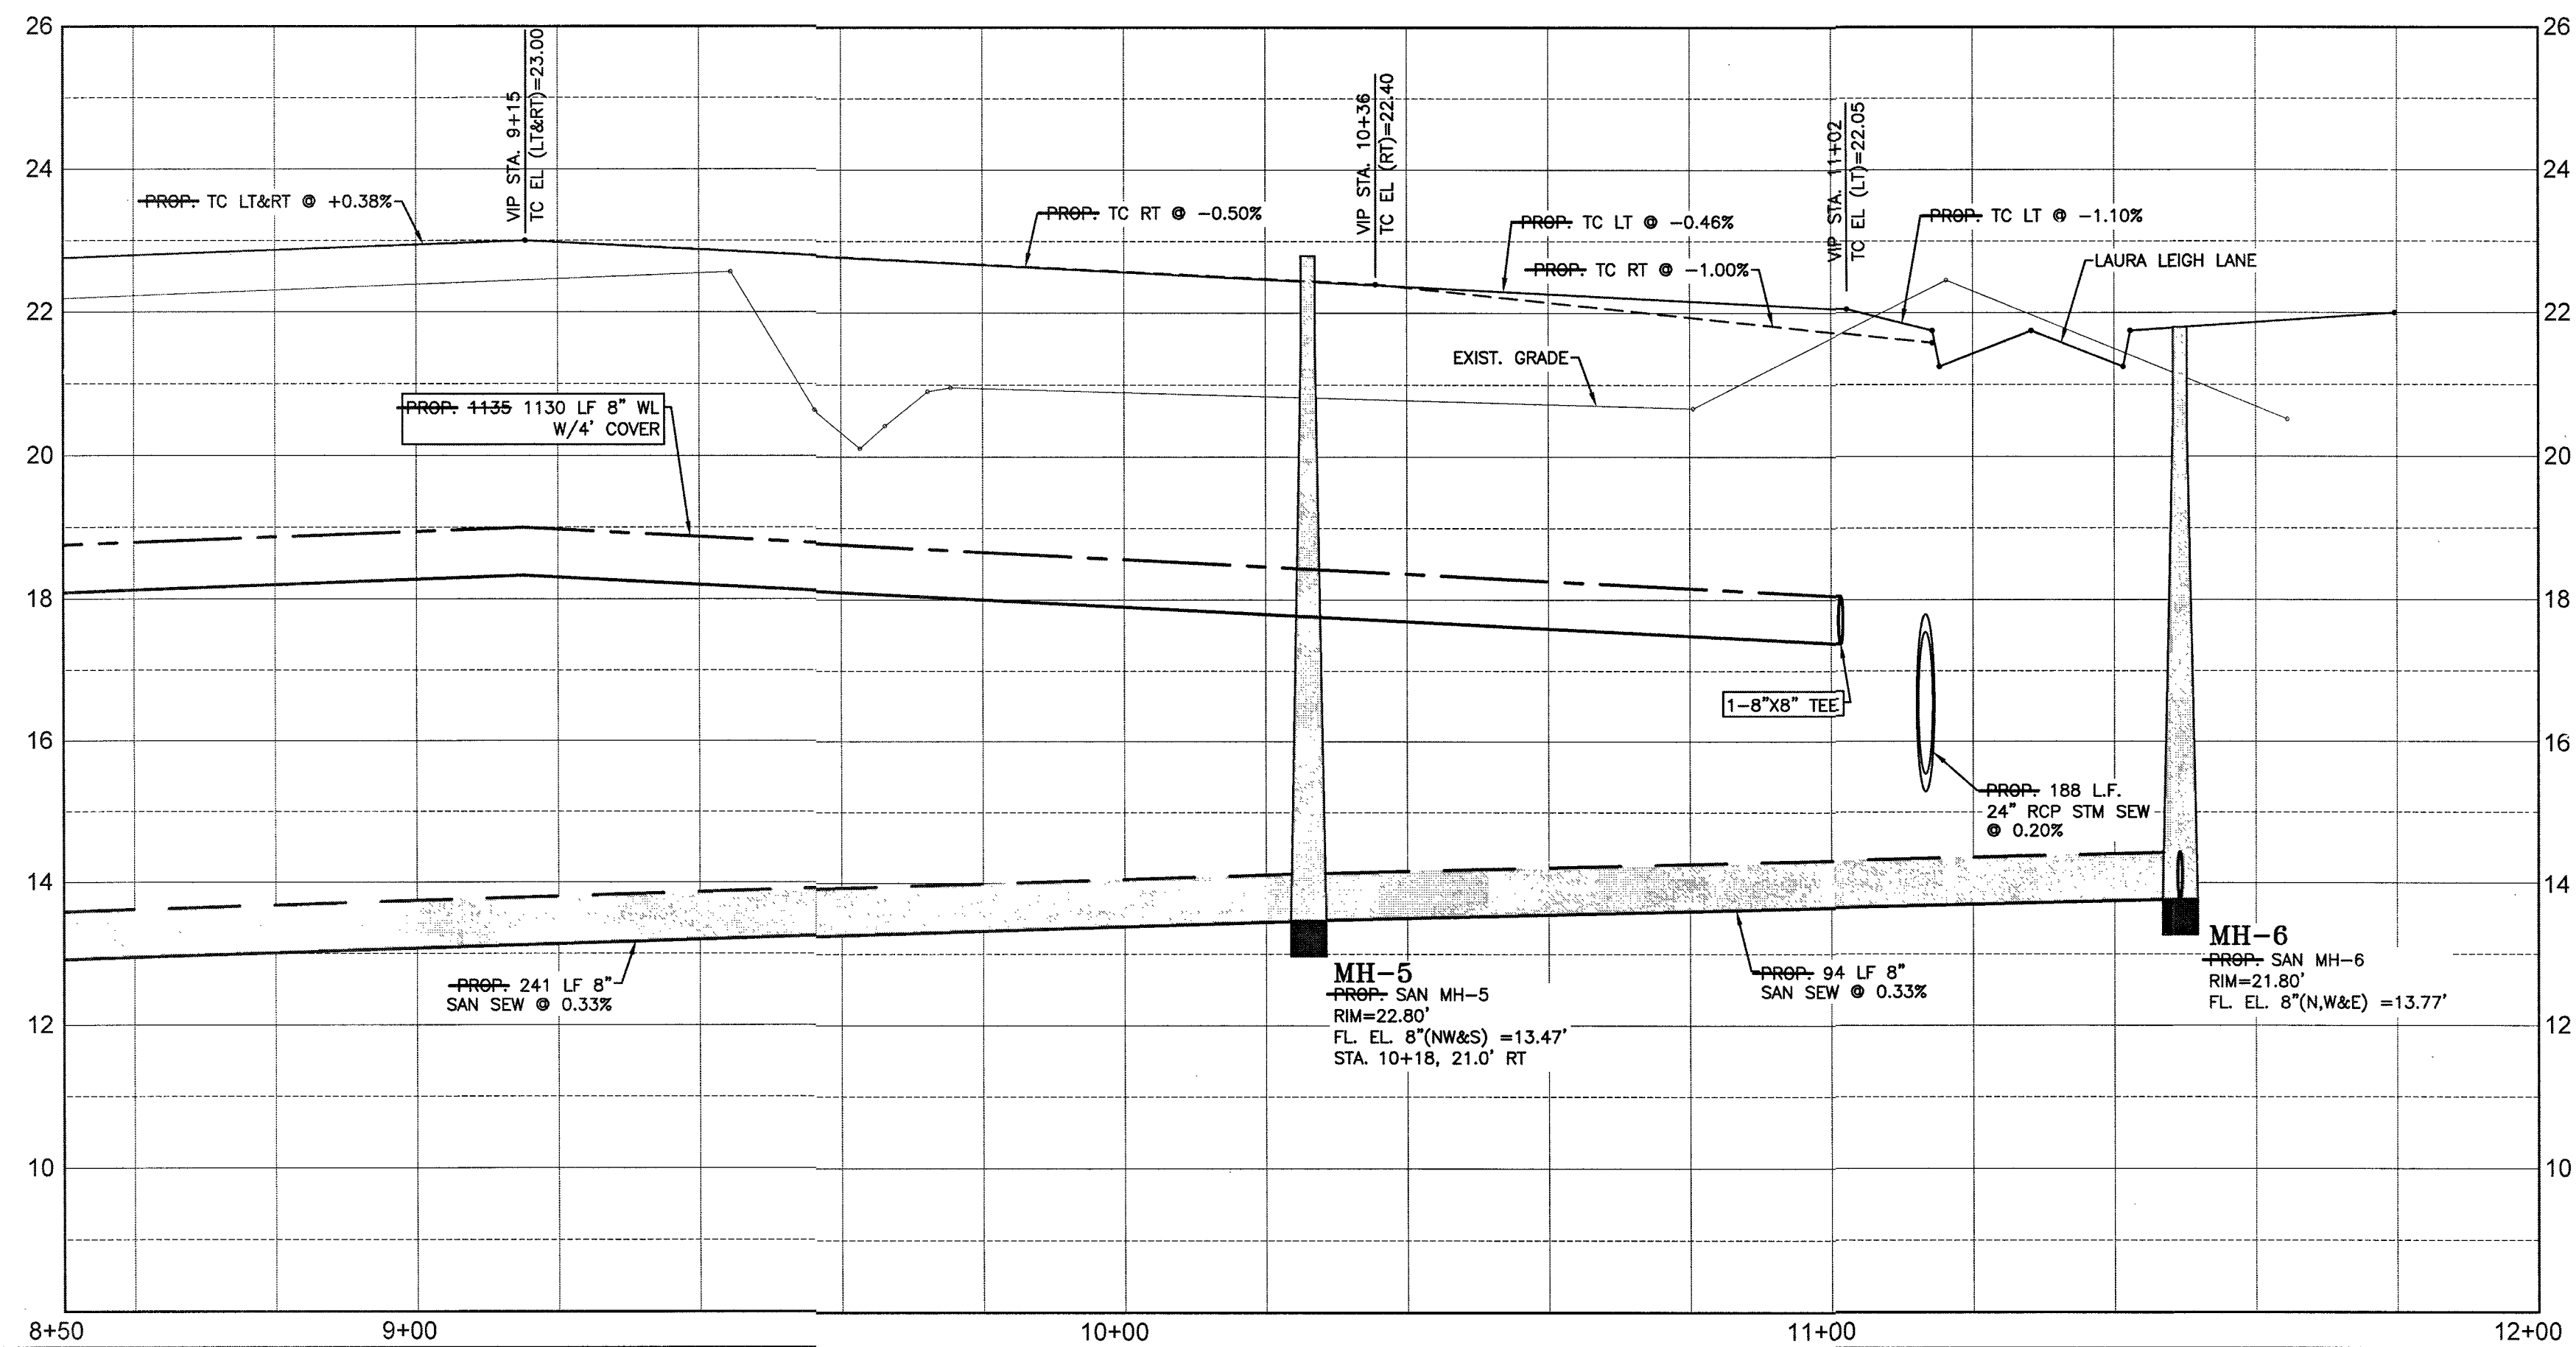 26
26
24
24
22
22
20
20
18
18
16
16
14
14
12
12
10
10
VIP STA. 9+15
TC EL (LT&RT)=23.00
VIP STA. 10+36
TC EL (RT)=22.40
VIP STA. 11+02
TC EL (LT)=22.05
PROP. TC LT&RT @ +0.38%
PROP. TC RT @ -0.50%
PROP. TC LT @ -0.46%
PROP. TC LT @ -1.10%
PROP. TC RT @ -1.00%
LAURA LEIGH LANE
EXIST. GRADE
PROP. 1135 1130 LF 8" WL
W/4' COVER
1-8"X8" TEE
PROP. 188 L.F.
24" RCP STM SEW
@ 0.20%
PROP. 241 LF 8"
SAN SEW @ 0.33%
MH-5
PROP. SAN MH-5
RIM=22.80'
FL. EL. 8"(NW&S) =13.47'
STA. 10+18, 21.0' RT
PROP. 94 LF 8"
SAN SEW @ 0.33%
MH-6
PROP. SAN MH-6
RIM=21.80'
FL. EL. 8"(N,W&E) =13.77'
8+50
9+00
10+00
11+00
12+00